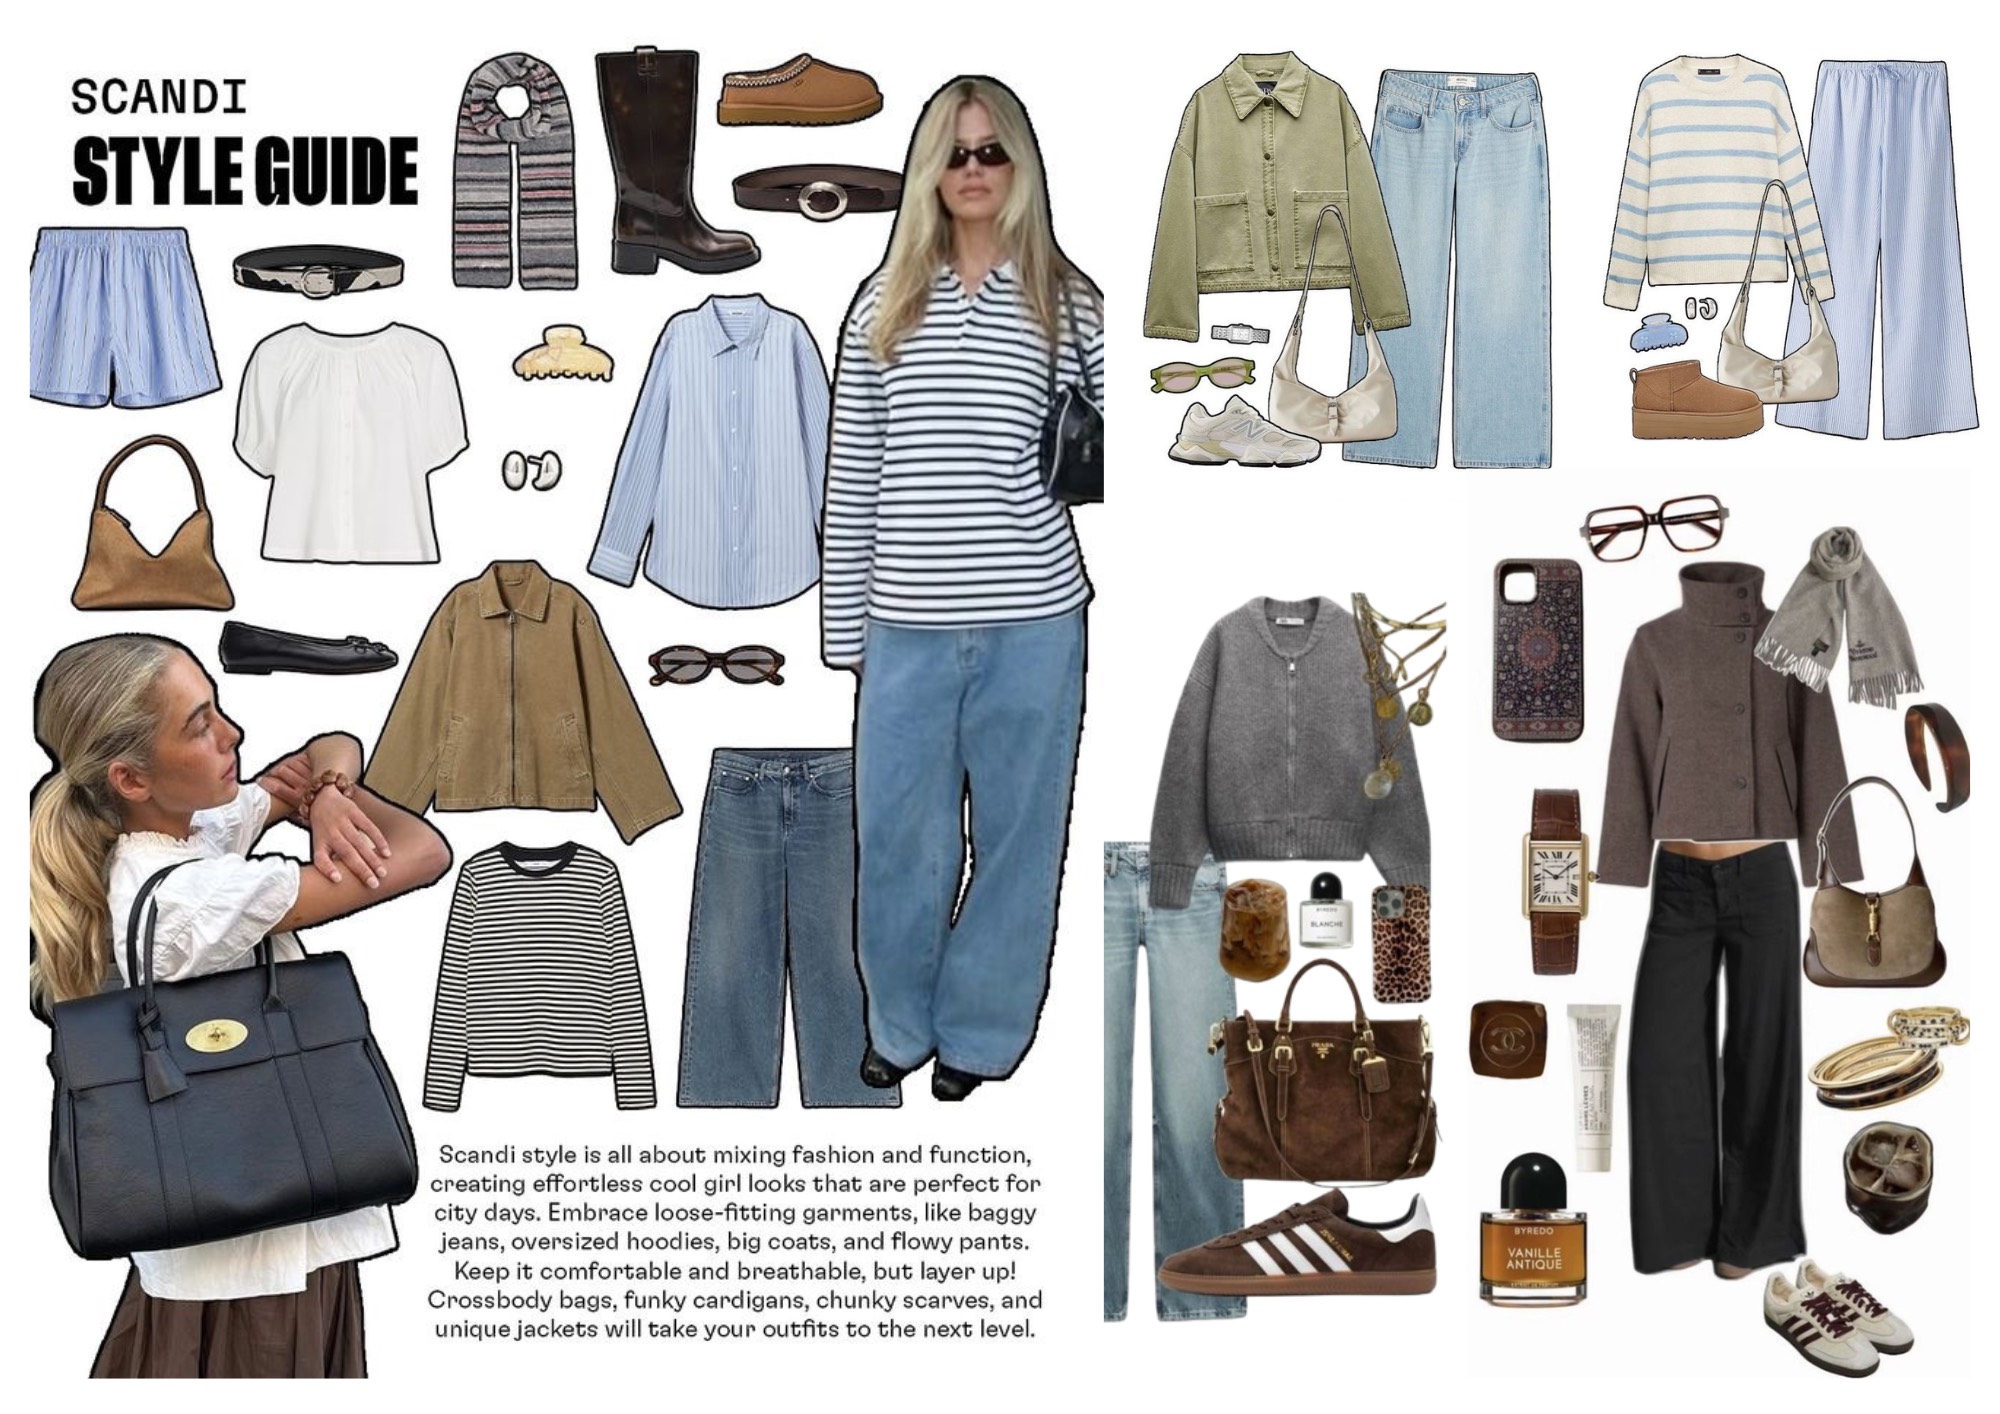 SCANDI
STYLE GUIDE
Scandi style is all about mixing fashion and function,
creating effortless cool girl looks that are perfect for
city days. Embrace loose-fitting garments, like baggy
jeans, oversized hoodies, big coats, and flowy pants.
Keep it comfortable and breathable, but layer up!
Crossbody bags, funky cardigans, chunky scarves, and
unique jackets will take your outfits to the next level.
BYREDO
BLANCHE
PRADA
BYREDO
VANILLE
ANTIQUE